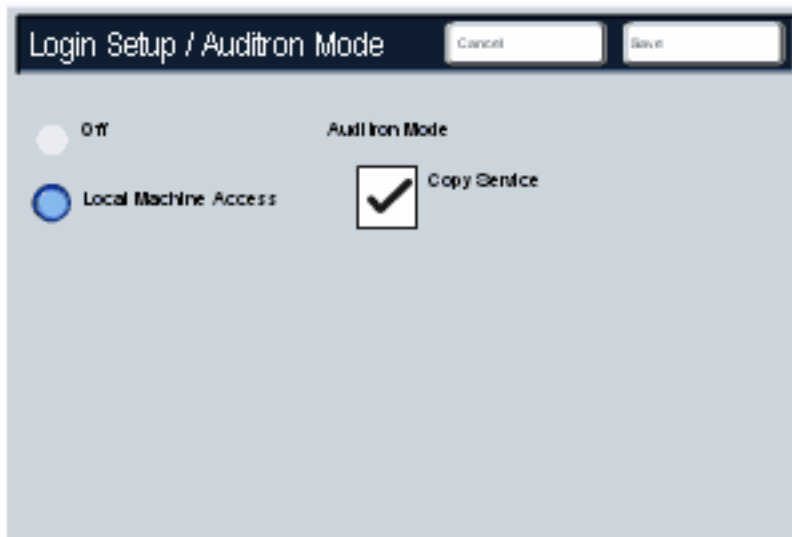 Login Setup / Auditron Mode
Cancel
Save
Off
Auditron Mode
Local Machine Access
Copy Service